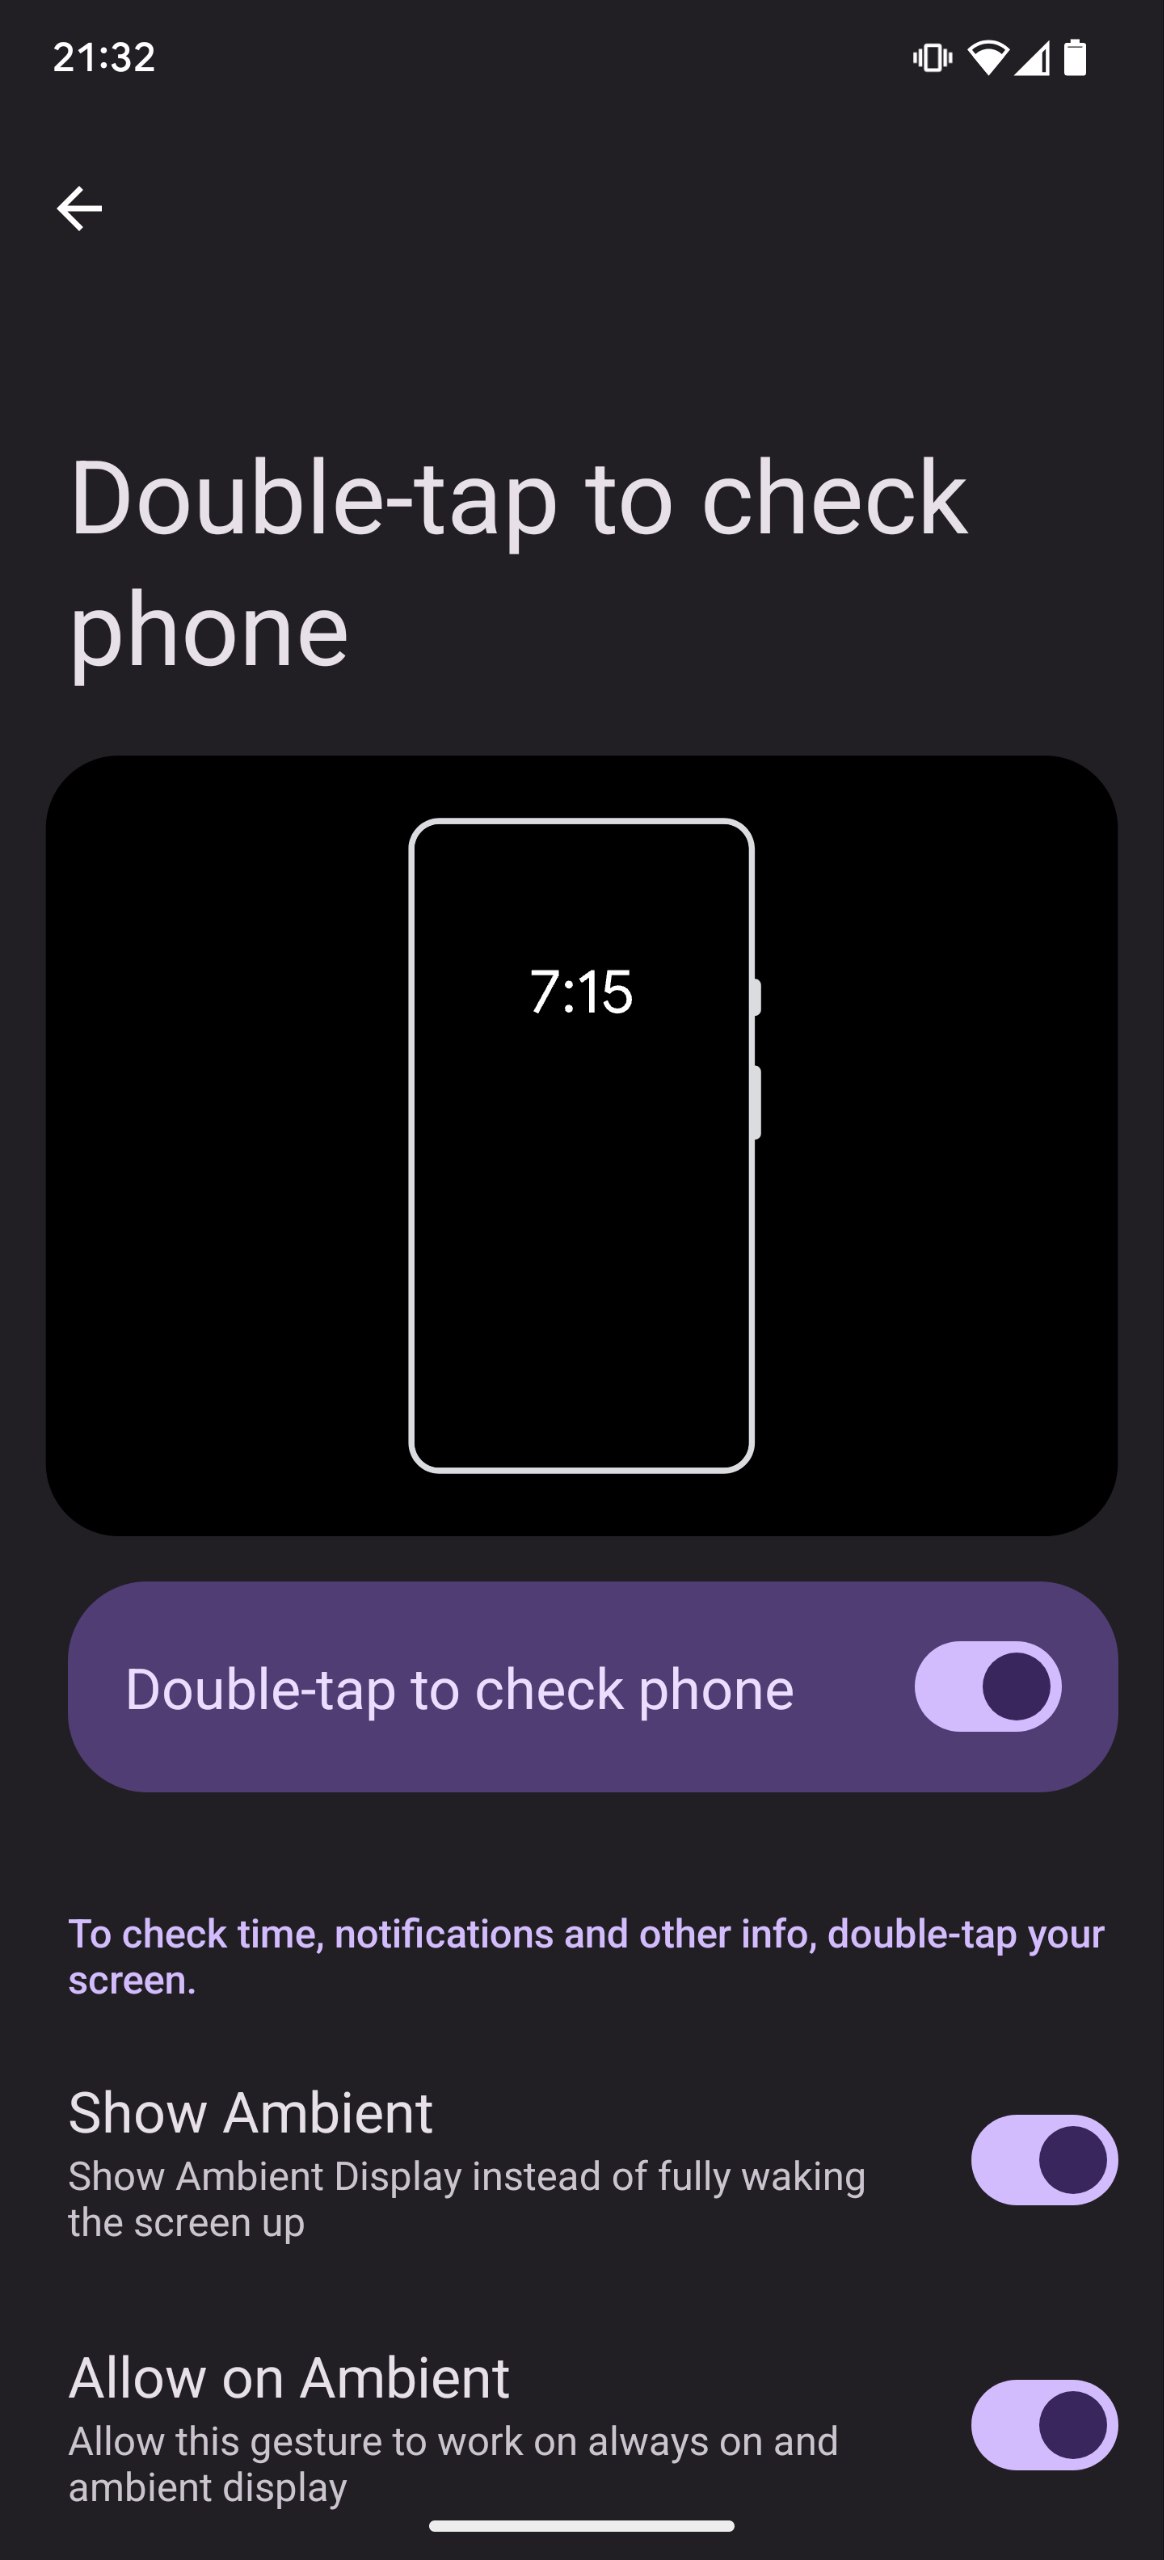 21:32
Double-tap to check
phone
7:15
Double-tap to check phone
To check time, notifications and other info, double-tap your
screen.
Show Ambient
Show Ambient Display instead of fully waking
the screen up
Allow on Ambient
Allow this gesture to work on always on and
ambient display